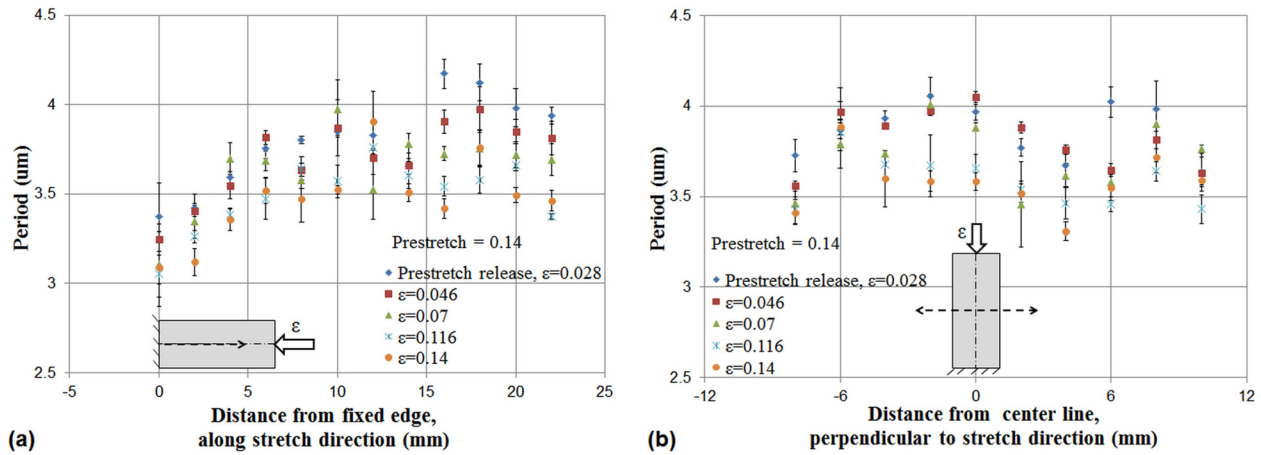 4.5
4
3.5
3
2.5
Period (um)
Prestretch = 0.14
Prestretch release, ε=0.028
ε=0.046
ε=0.07
ε=0.116
ε=0.14
ε
-5 0 5 10 15 20 25
Distance from fixed edge,
along stretch direction (mm)
(a)
4.5
4
3.5
3
2.5
Period (um)
Prestretch = 0.14
ε
Prestretch release, ε=0.028
ε=0.046
ε=0.07
ε=0.116
ε=0.14
-12 -8 -4 0 4 8 12
Distance from center line,
perpendicular to stretch direction (mm)
(b)